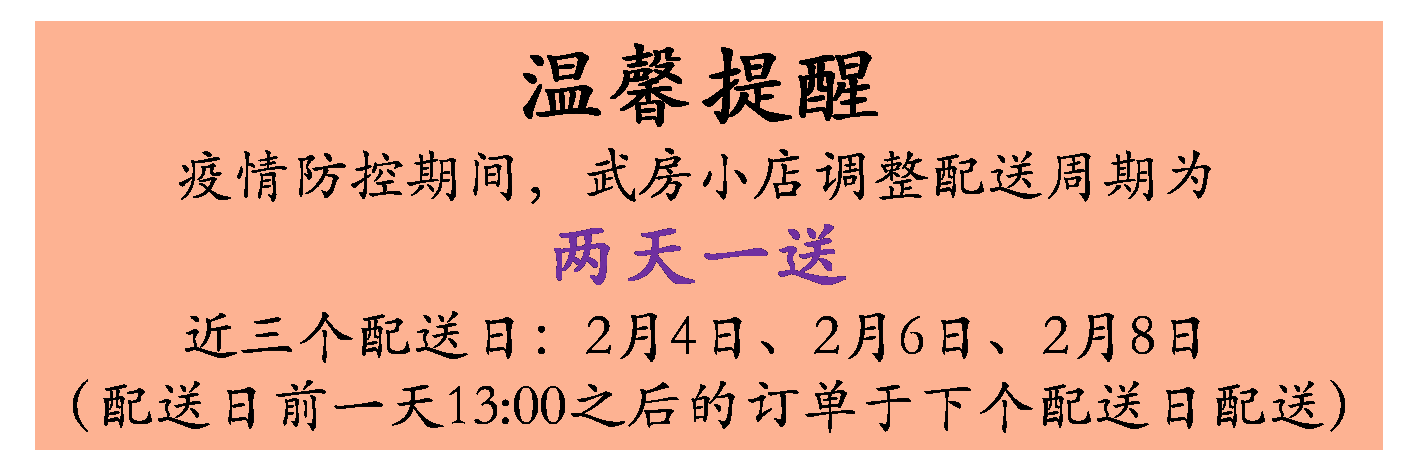 温馨提醒
疫情防控期间，武房小店调整配送周期为
两天一送
近三个配送日：2月4日、2月6日、2月8日
（配送日前一天13:00之后的订单于下个配送日配送）